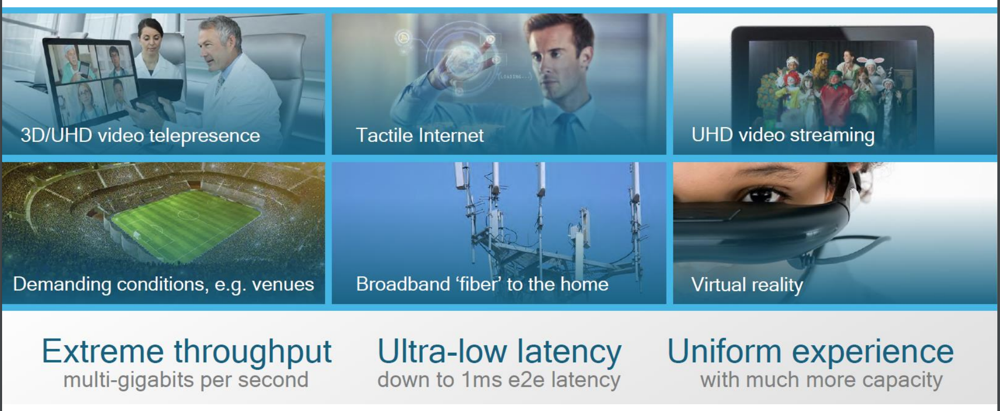 3D/UHD video telepresence
(LOADING...)
Tactile Internet
UHD video streaming
Demanding conditions, e.g. venues
Broadband ‘fiber’ to the home
Virtual reality
Extreme throughput
multi-gigabits per second
Ultra-low latency
down to 1ms e2e latency
Uniform experience
with much more capacity